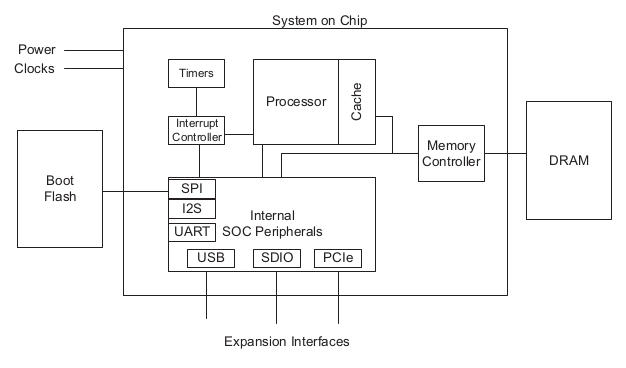 System on Chip
Power
Clocks
Timers
Processor
Cache
Interrupt
Controller
Memory
Controller
DRAM
Boot
Flash
SPI
I2S
UART
Internal
SOC Peripherals
USB
SDIO
PCIe
Expansion Interfaces